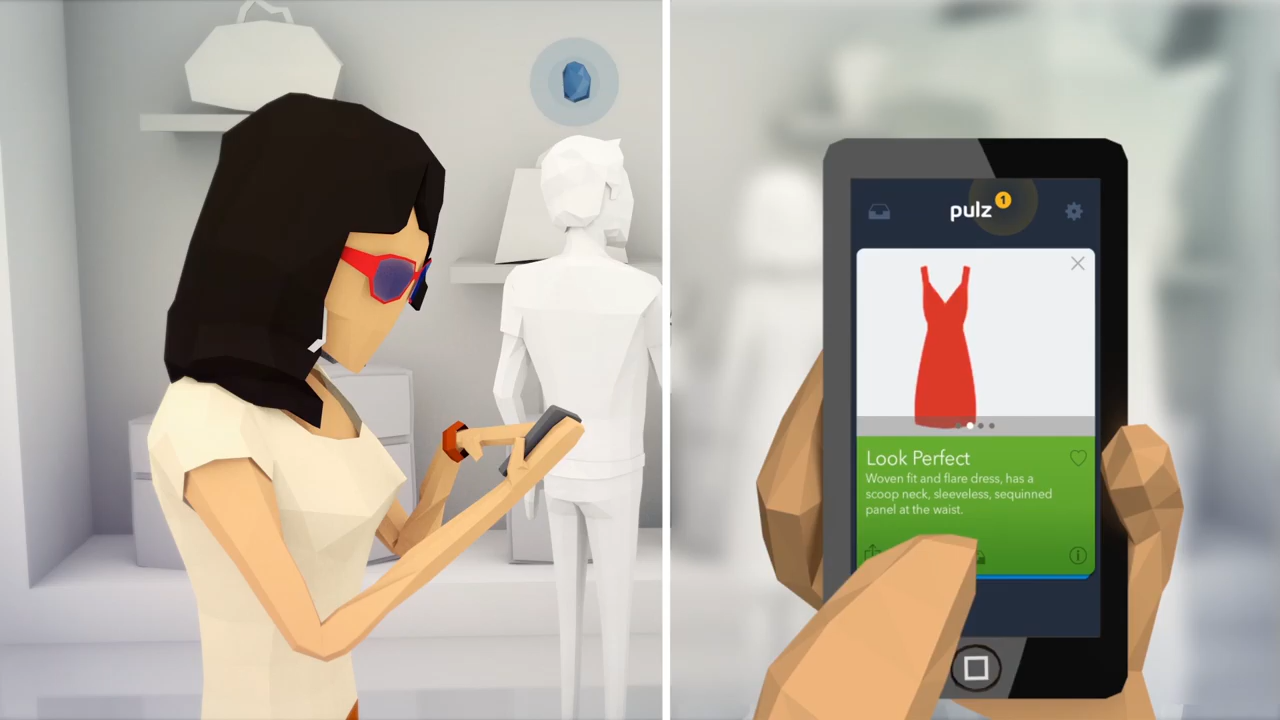 pulz
1
Look Perfect
Woven fit and flare dress, has a
scoop neck, sleeveless, sequinned
panel at the waist.